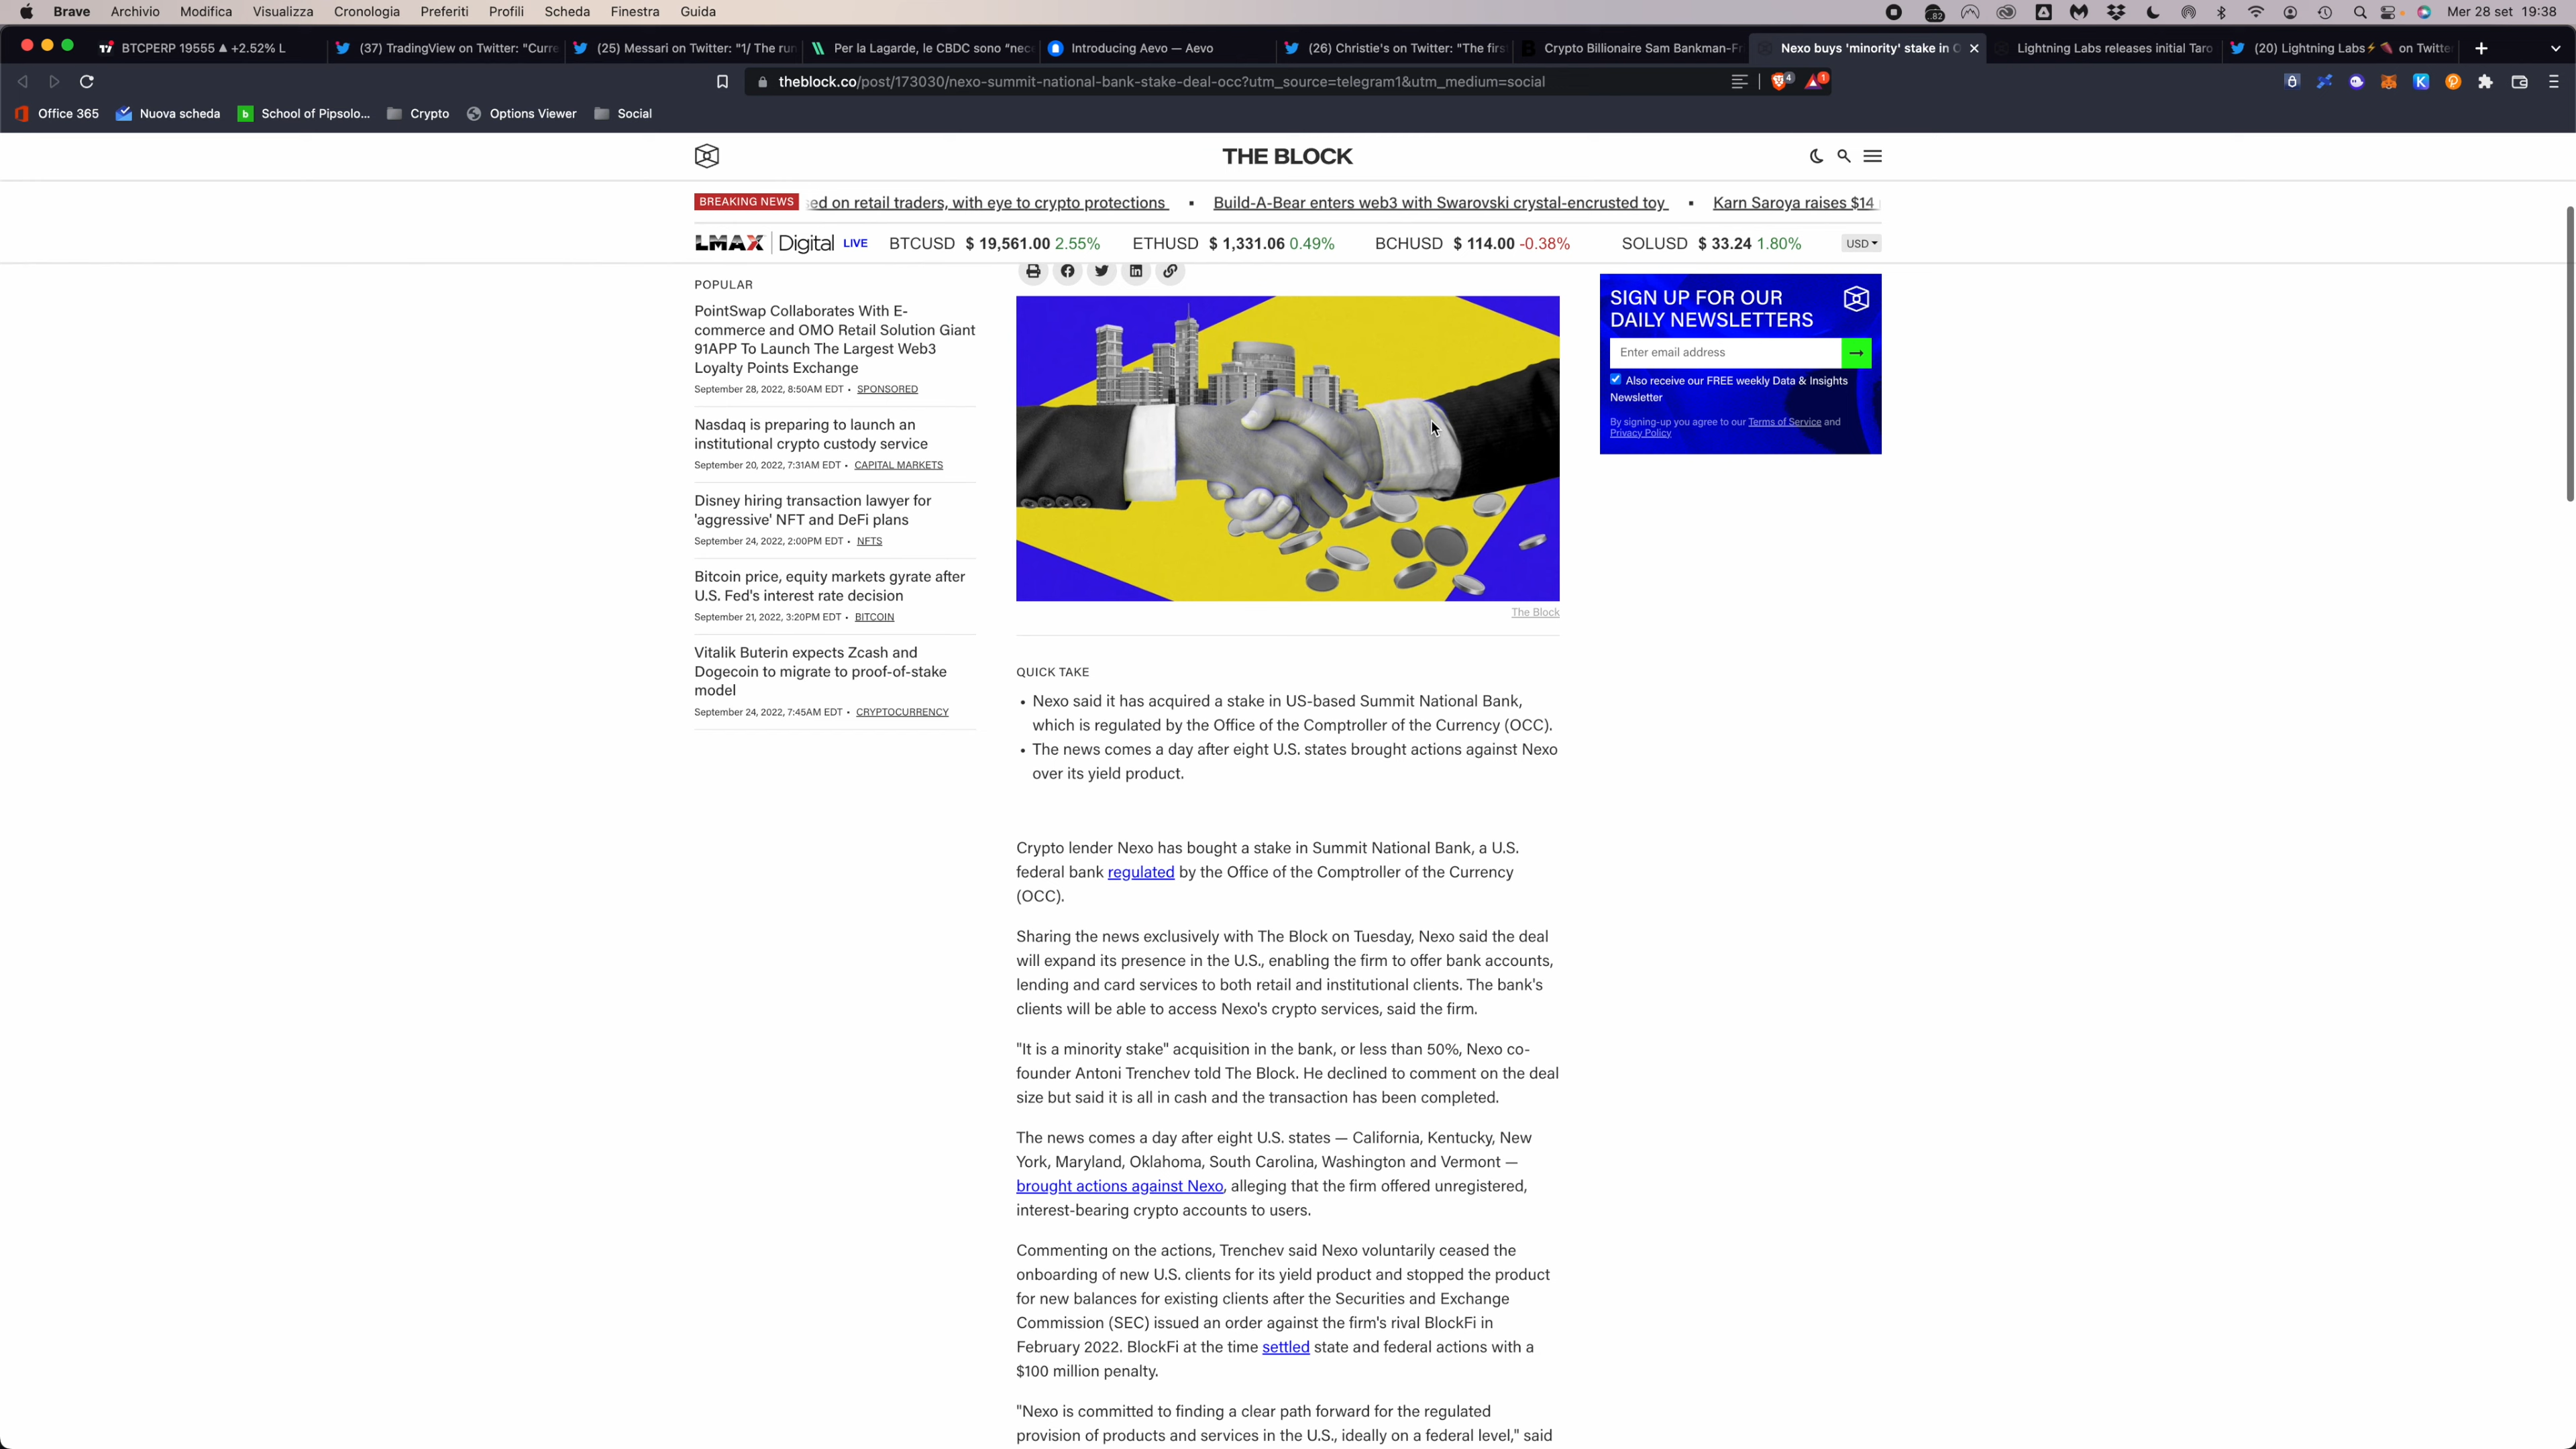 Brave Archivio Modifica Visualizza Cronologia Preferiti Profili Scheda Finestra Guida
82
Mer 28 set 19:38
BTCPERP 19555 ▲ +2.52% L
(37) TradingView on Twitter: "Curre
(25) Messari on Twitter: "1/ The run
Per la Lagarde, le CBDC sono "nec
Introducing Aevo — Aevo
(26) Christie's on Twitter: "The firs
Crypto Billionaire Sam Bankman-Fr
Nexo buys 'minority' stake in
Lightning Labs releases initial Taro
(20) Lightning Labs⚡🍠 on Twitte
theblock.co/post/173030/nexo-summit-national-bank-stake-deal-occ?utm_source=telegram1&utm_medium=social
4
1
Office 365 Nuova scheda School of Pipsolo... Crypto Options Viewer Social
THE BLOCK
BREAKING NEWS ed on retail traders, with eye to crypto protections ▪ Build-A-Bear enters web3 with Swarovski crystal-encrusted toy ▪ Karn Saroya raises $14
LMAX Digital LIVE BTCUSD $ 19,561.00 2.55% ETHUSD $ 1,331.06 0.49% BCHUSD $ 114.00 -0.38% SOLUSD $ 33.24 1.80% USD
POPULAR
PointSwap Collaborates With E-
commerce and OMO Retail Solution Giant
91APP To Launch The Largest Web3
Loyalty Points Exchange
September 28, 2022, 8:50AM EDT • SPONSORED
Nasdaq is preparing to launch an
institutional crypto custody service
September 20, 2022, 7:31AM EDT • CAPITAL MARKETS
Disney hiring transaction lawyer for
'aggressive' NFT and DeFi plans
September 24, 2022, 2:00PM EDT • NFTS
Bitcoin price, equity markets gyrate after
U.S. Fed's interest rate decision
September 21, 2022, 3:20PM EDT • BITCOIN
Vitalik Buterin expects Zcash and
Dogecoin to migrate to proof-of-stake
model
September 24, 2022, 7:45AM EDT • CRYPTOCURRENCY
The Block
QUICK TAKE
• Nexo said it has acquired a stake in US-based Summit National Bank,
which is regulated by the Office of the Comptroller of the Currency (OCC).
• The news comes a day after eight U.S. states brought actions against Nexo
over its yield product.
Crypto lender Nexo has bought a stake in Summit National Bank, a U.S.
federal bank regulated by the Office of the Comptroller of the Currency
(OCC).
Sharing the news exclusively with The Block on Tuesday, Nexo said the deal
will expand its presence in the U.S., enabling the firm to offer bank accounts,
lending and card services to both retail and institutional clients. The bank's
clients will be able to access Nexo's crypto services, said the firm.
"It is a minority stake" acquisition in the bank, or less than 50%, Nexo co-
founder Antoni Trenchev told The Block. He declined to comment on the deal
size but said it is all in cash and the transaction has been completed.
The news comes a day after eight U.S. states — California, Kentucky, New
York, Maryland, Oklahoma, South Carolina, Washington and Vermont —
brought actions against Nexo, alleging that the firm offered unregistered,
interest-bearing crypto accounts to users.
Commenting on the actions, Trenchev said Nexo voluntarily ceased the
onboarding of new U.S. clients for its yield product and stopped the product
for new balances for existing clients after the Securities and Exchange
Commission (SEC) issued an order against the firm's rival BlockFi in
February 2022. BlockFi at the time settled state and federal actions with a
$100 million penalty.
"Nexo is committed to finding a clear path forward for the regulated
provision of products and services in the U.S., ideally on a federal level," said
SIGN UP FOR OUR
DAILY NEWSLETTERS
Enter email address →
Also receive our FREE weekly Data & Insights
Newsletter
By signing-up you agree to our Terms of Service and
Privacy Policy